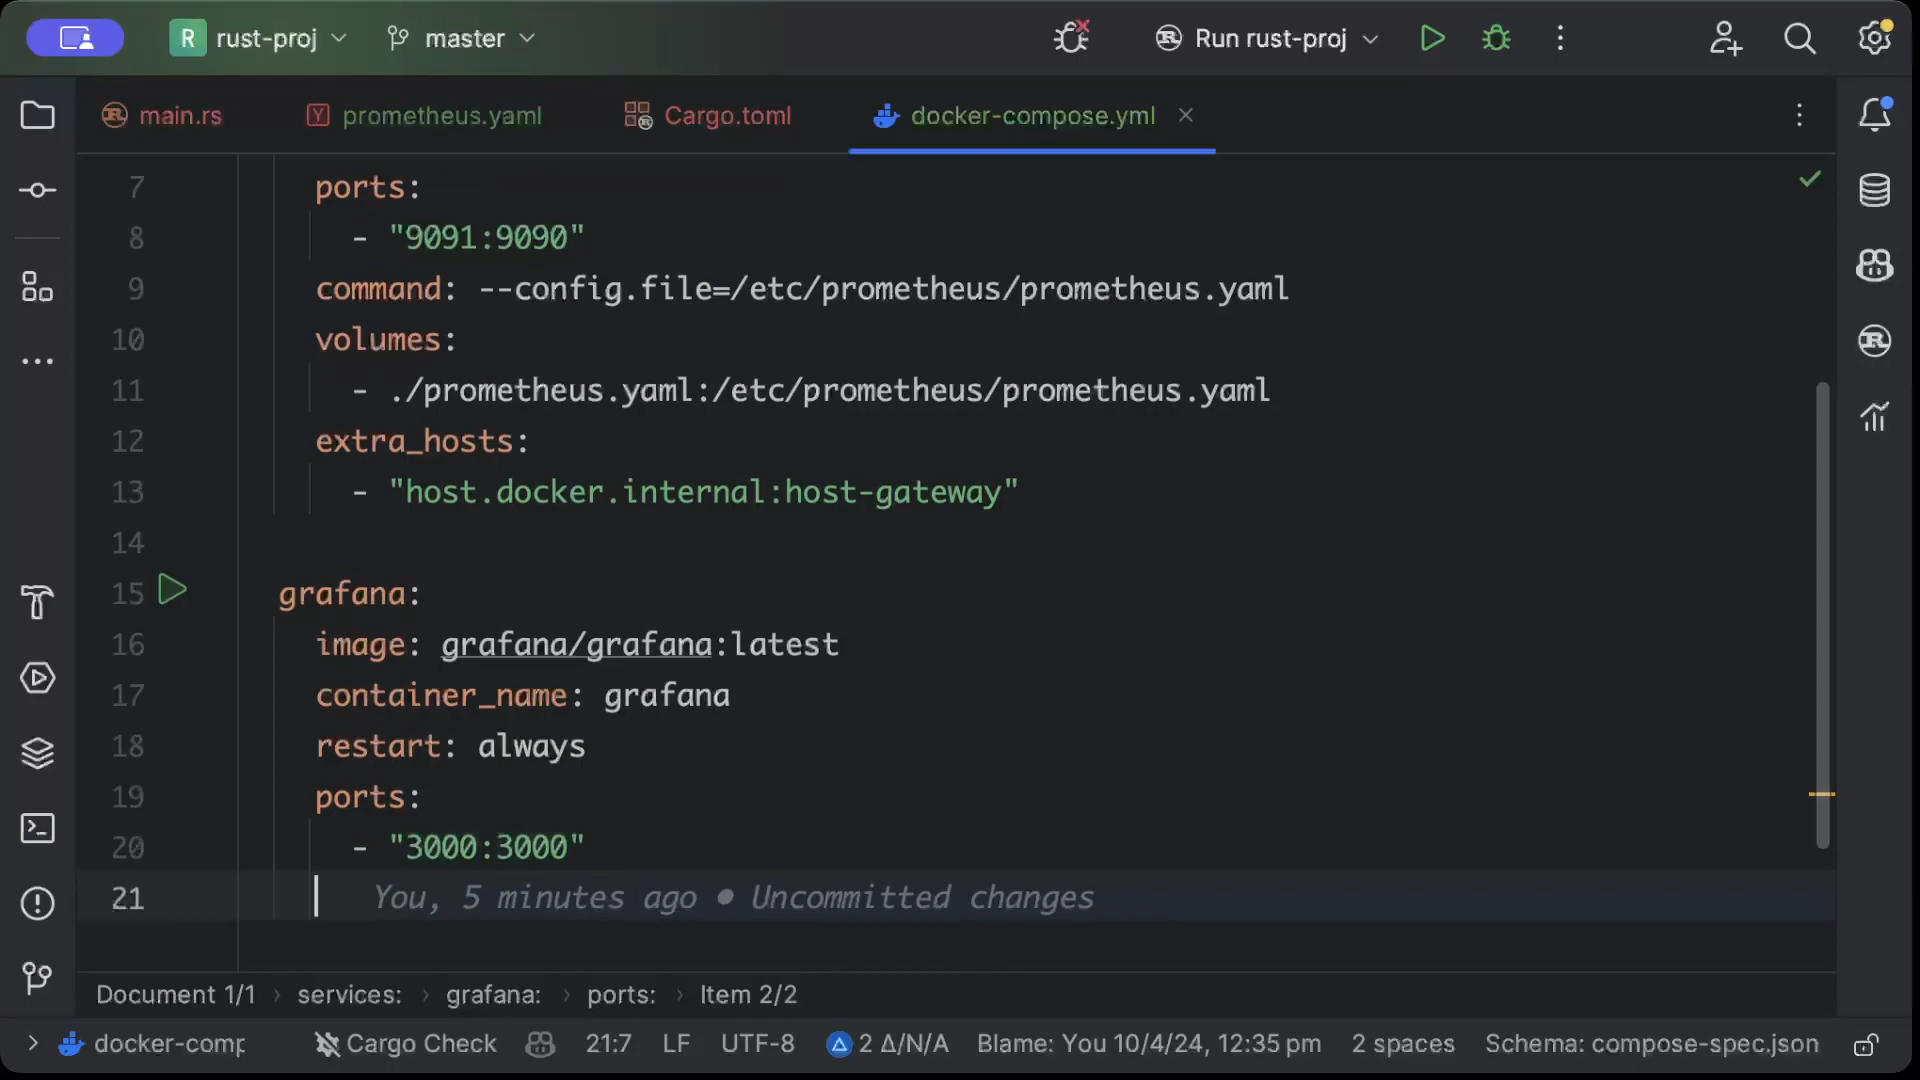 R rust-proj master Run rust-proj
main.rs prometheus.yaml Cargo.toml docker-compose.yml
7 ports:
8 - "9091:9090"
9 command: --config.file=/etc/prometheus/prometheus.yaml
10 volumes:
11 - ./prometheus.yaml:/etc/prometheus/prometheus.yaml
12 extra_hosts:
13 - "host.docker.internal:host-gateway"
14
15 grafana:
16 image: grafana/grafana:latest
17 container_name: grafana
18 restart: always
19 ports:
20 - "3000:3000"
21 You, 5 minutes ago • Uncommitted changes
Document 1/1 › services: › grafana: › ports: › Item 2/2
docker-comp Cargo Check 21:7 LF UTF-8 2 Δ/N/A Blame: You 10/4/24, 12:35 pm 2 spaces Schema: compose-spec.json